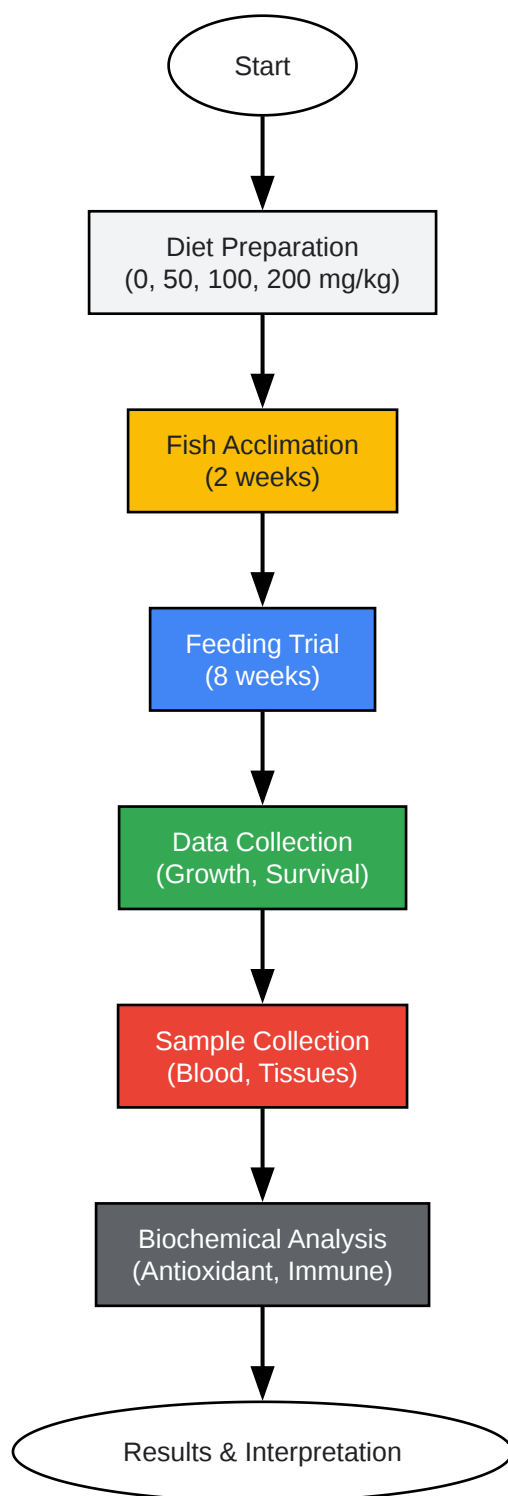 Start
Diet Preparation
(0, 50, 100, 200 mg/kg)
Fish Acclimation
(2 weeks)
Feeding Trial
(8 weeks)
Data Collection
(Growth, Survival)
Sample Collection
(Blood, Tissues)
Biochemical Analysis
(Antioxidant, Immune)
Results & Interpretation